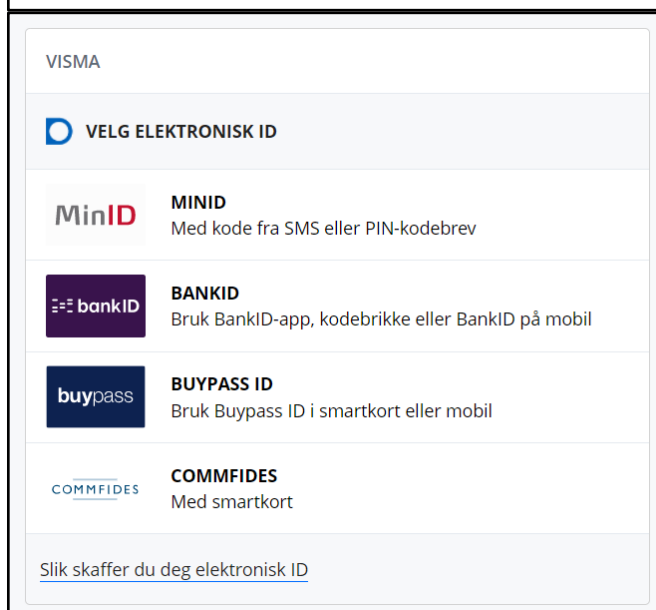 VISMA
VELG ELEKTRONISK ID
MinID
MINID
Med kode fra SMS eller PIN-kodebrev
bankID
BANKID
Bruk BankID-app, kodebrikke eller BankID på mobil
buypass
BUYPASS ID
Bruk Buypass ID i smartkort eller mobil
COMMFIDES
COMMFIDES
Med smartkort
Slik skaffer du deg elektronisk ID